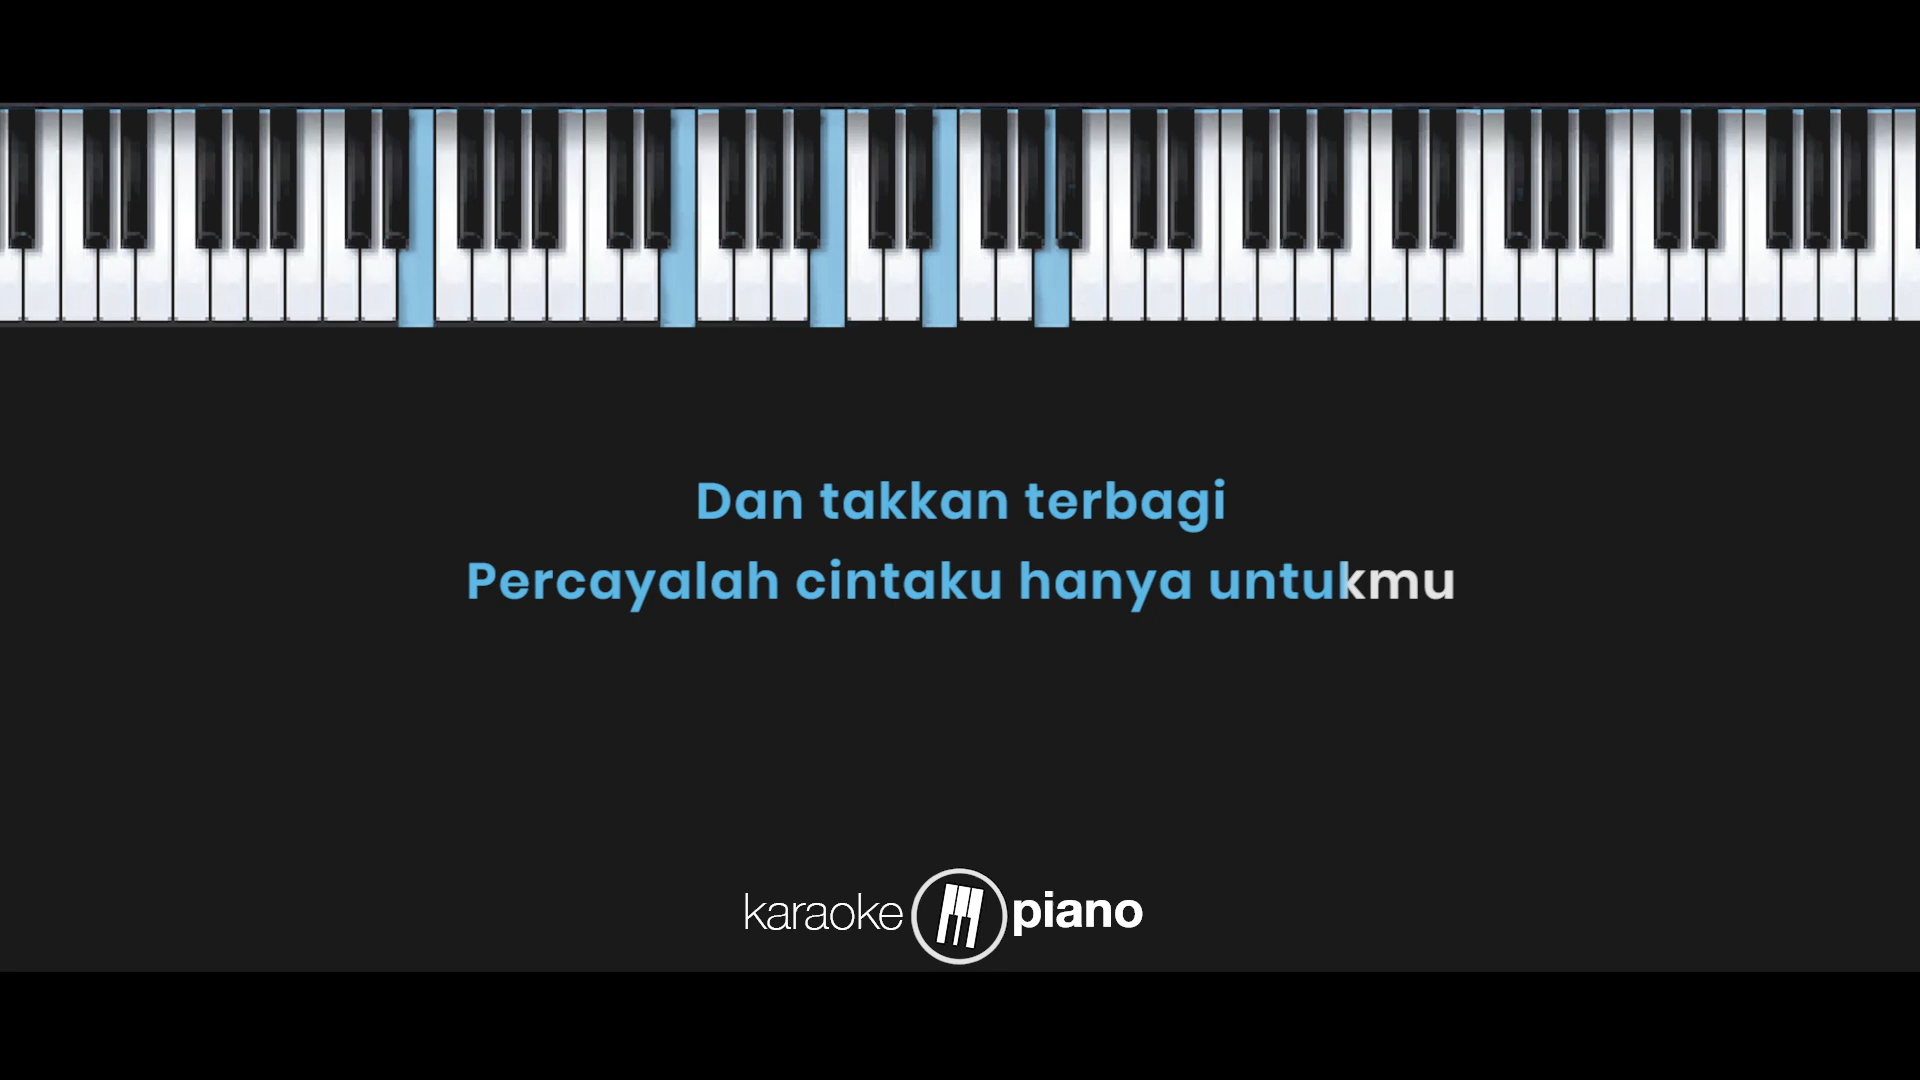 Dan takkan terbagi
Percayalah cintaku hanya untukmu
karaoke piano